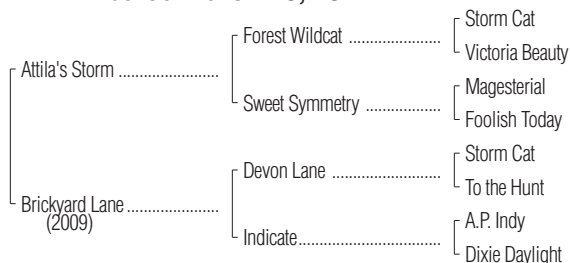 Storm Cat
Forest Wildcat
Victoria Beauty
Attila's Storm
Magesterial
Sweet Symmetry
Foolish Today
Storm Cat
Devon Lane
To the Hunt
Brickyard Lane
(2009)
A.P. Indy
Indicate
Dixie Daylight